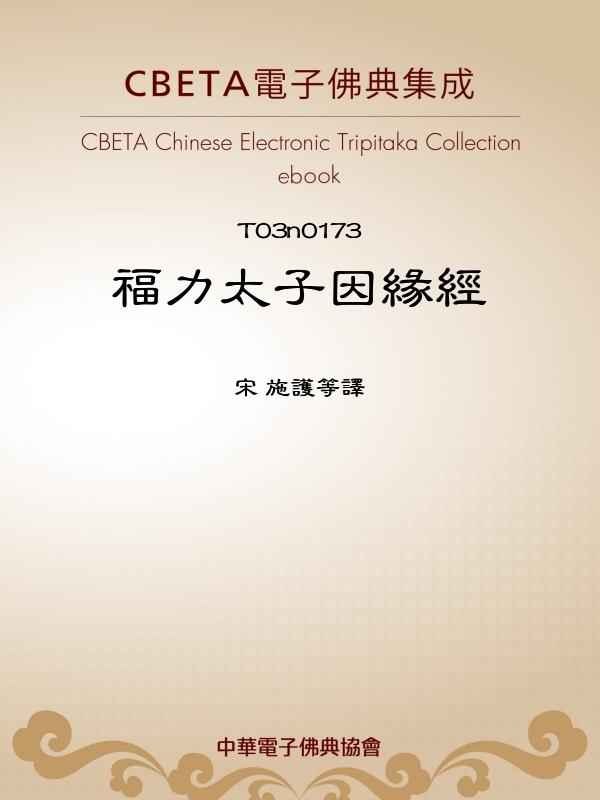 CBETA電子佛典集成
CBETA Chinese Electronic Tripitaka Collection
ebook
T03n0173
福力太子因緣經
宋 施護等譯
中華電子佛典協會